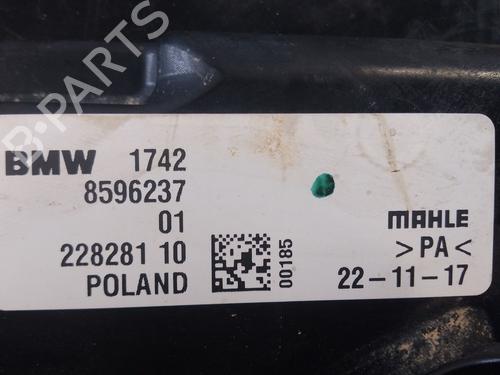 BMW 1742
8596237
01
228281 10
POLAND
00185
MAHLE
>PA<
22-11-17
B-PARTS